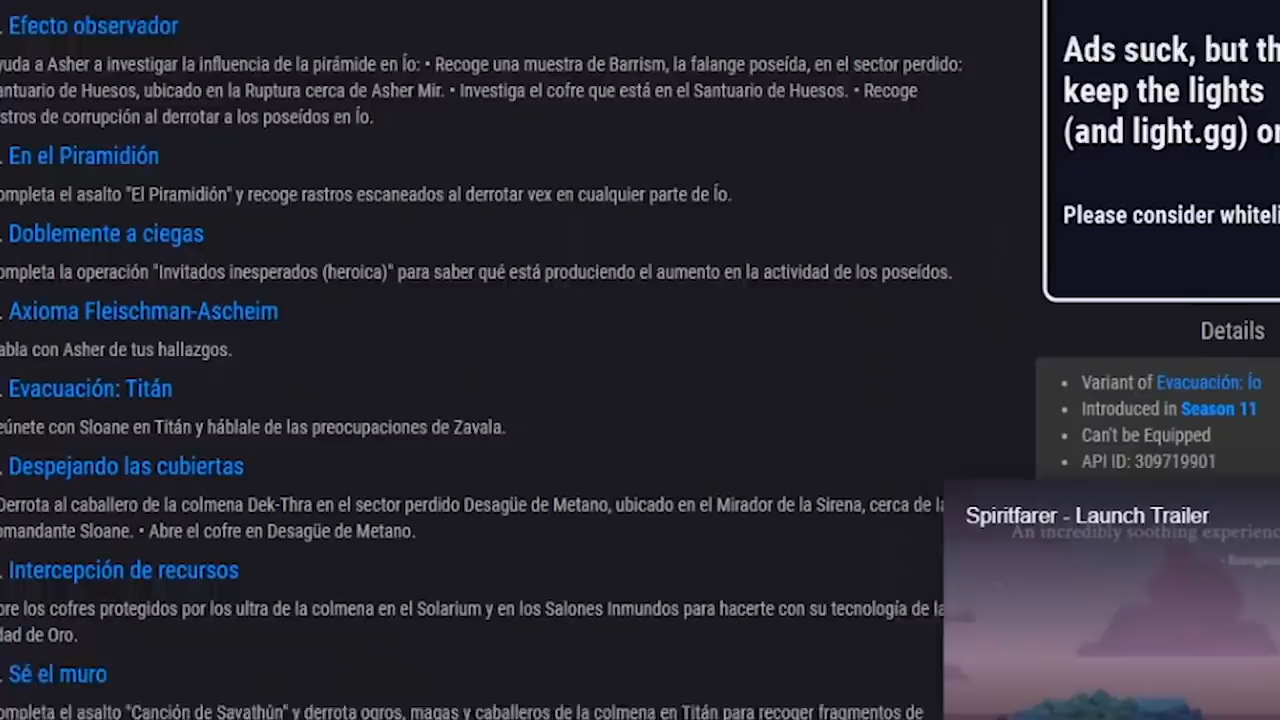 . Efecto observador
yuda a Asher a investigar la influencia de la pirámide en Ío: • Recoge una muestra de Barrism, la falange poseída, en el sector perdido:
antuario de Huesos, ubicado en la Ruptura cerca de Asher Mir. • Investiga el cofre que está en el Santuario de Huesos. • Recoge
stros de corrupción al derrotar a los poseídos en Ío.
. En el Piramidión
ompleta el asalto "El Piramidión" y recoge rastros escaneados al derrotar vex en cualquier parte de Ío.
. Doblemente a ciegas
ompleta la operación "Invitados inesperados (heroica)" para saber qué está produciendo el aumento en la actividad de los poseídos.
. Axioma Fleischman-Ascheim
abla con Asher de tus hallazgos.
. Evacuación: Titán
eúnete con Sloane en Titán y háblale de las preocupaciones de Zavala.
. Despejando las cubiertas
Derrota al caballero de la colmena Dek-Thra en el sector perdido Desagüe de Metano, ubicado en el Mirador de la Sirena, cerca de la
omandante Sloane. • Abre el cofre en Desagüe de Metano.
. Intercepción de recursos
bre los cofres protegidos por los ultra de la colmena en el Solarium y en los Salones Inmundos para hacerte con su tecnología de la
dad de Oro.
. Sé el muro
ompleta el asalto "Canción de Savathûn" y derrota ogros, magas y caballeros de la colmena en Titán para recoger fragmentos de
Ads suck, but th
keep the lights
(and light.gg) on
Please consider whiteli
Details
• Variant of Evacuación: Ío
• Introduced in Season 11
• Can't be Equipped
• API ID: 309719901
Spiritfarer - Launch Trailer
An incredibly soothing experienc